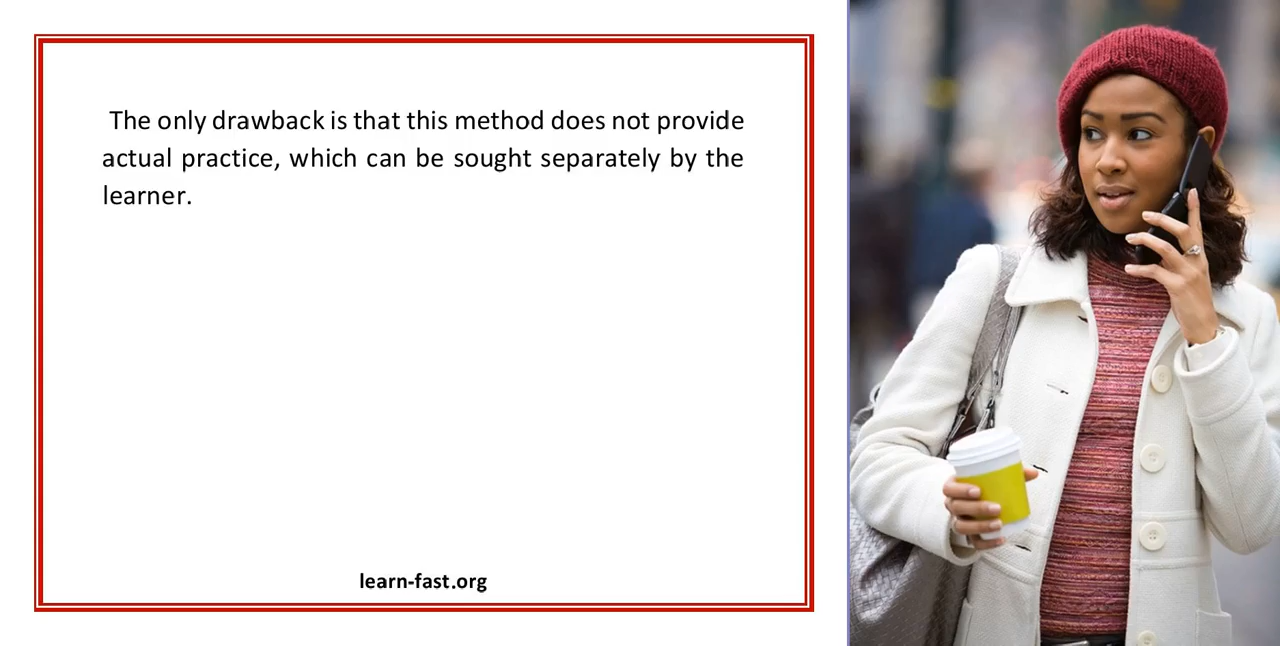 The only drawback is that this method does not provide
actual practice, which can be sought separately by the
learner.
learn-fast.org